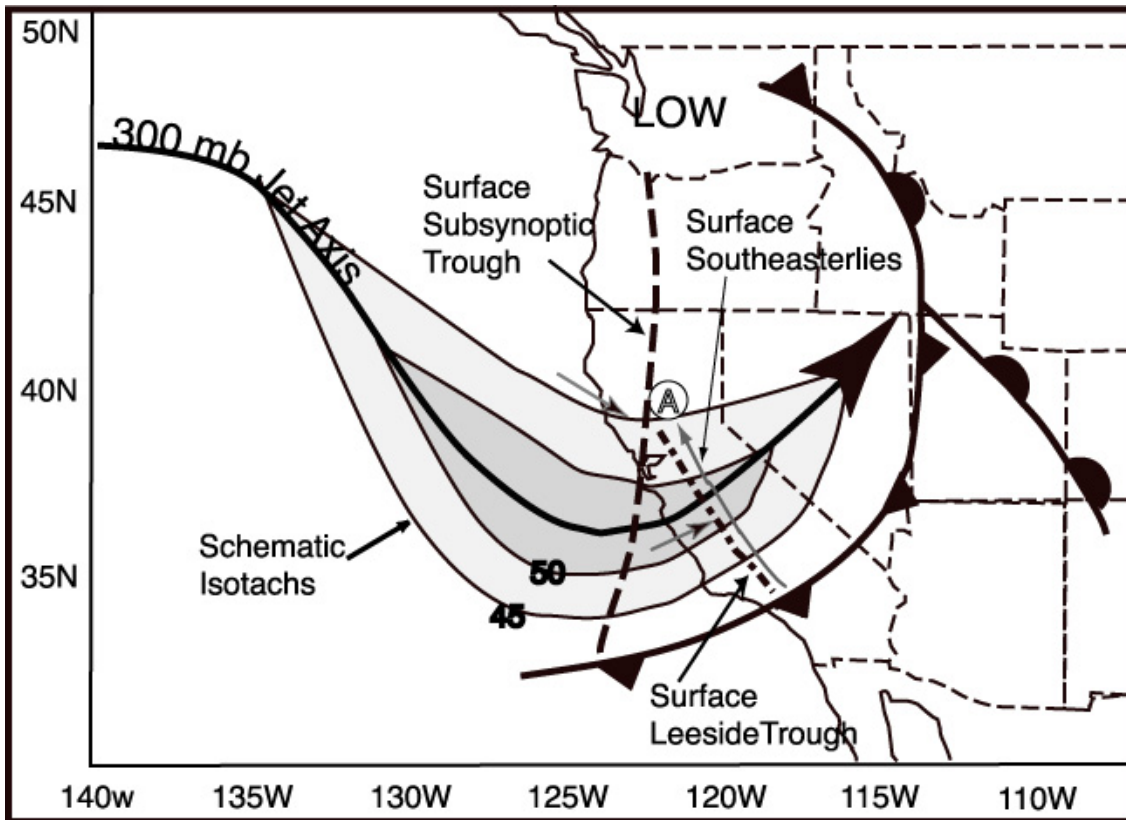 50N
LOW
300 mb Jet Axis
45N
Surface
Subsynoptic
Trough
Surface
Southeasterlies
40N
A
Schematic
Isotachs
35N
50
45
Surface
LeesideTrough
140w
135W
130W
125W
120W
115W
110W